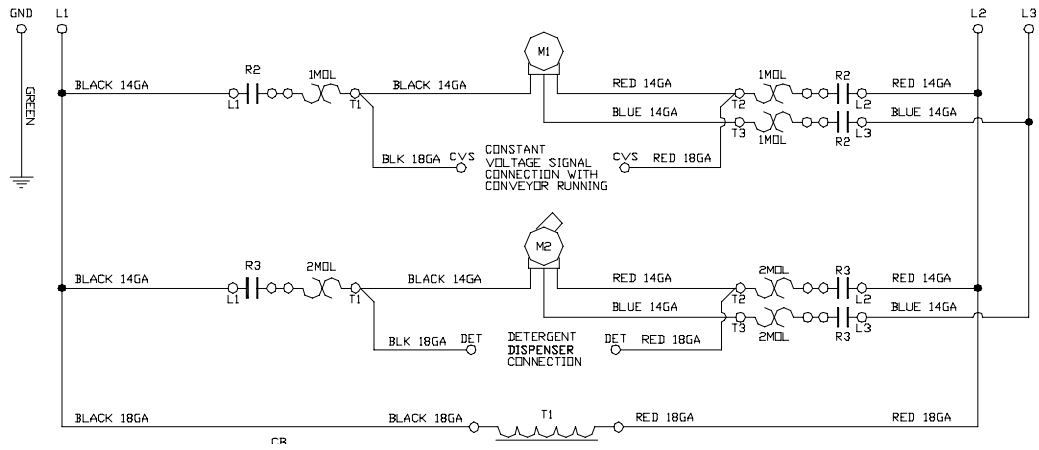 GND L1 L2 L3
M1
R2 1MOL 1MOL R2
BLACK 14GA BLACK 14GA RED 14GA RED 14GA
L1 T1 T2 L2
GREEN
BLUE 14GA BLUE 14GA
T3 L3
1MOL R2
BLK 18GA CVS CONSTANT CVS RED 18GA
VOLTAGE SIGNAL
CONNECTION WITH
CONVEYOR RUNNING
M2
R3 2MOL 2MOL R3
BLACK 14GA BLACK 14GA RED 14GA RED 14GA
L1 T1 T2 L2
BLUE 14GA BLUE 14GA
T3 L3
2MOL R3
BLK 18GA DET DETERGENT DET RED 18GA
DISPENSER
CONNECTION
T1
BLACK 18GA BLACK 18GA RED 18GA RED 18GA
CB